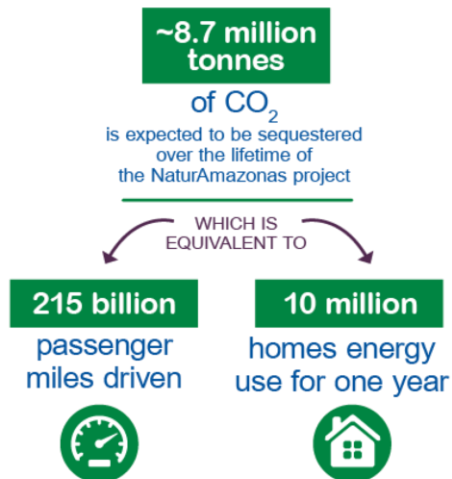 ~8.7 million
tonnes
of CO₂
is expected to be sequestered
over the lifetime of
the NaturAmazonas project
WHICH IS
EQUIVALENT TO
215 billion
passenger
miles driven
10 million
homes energy
use for one year